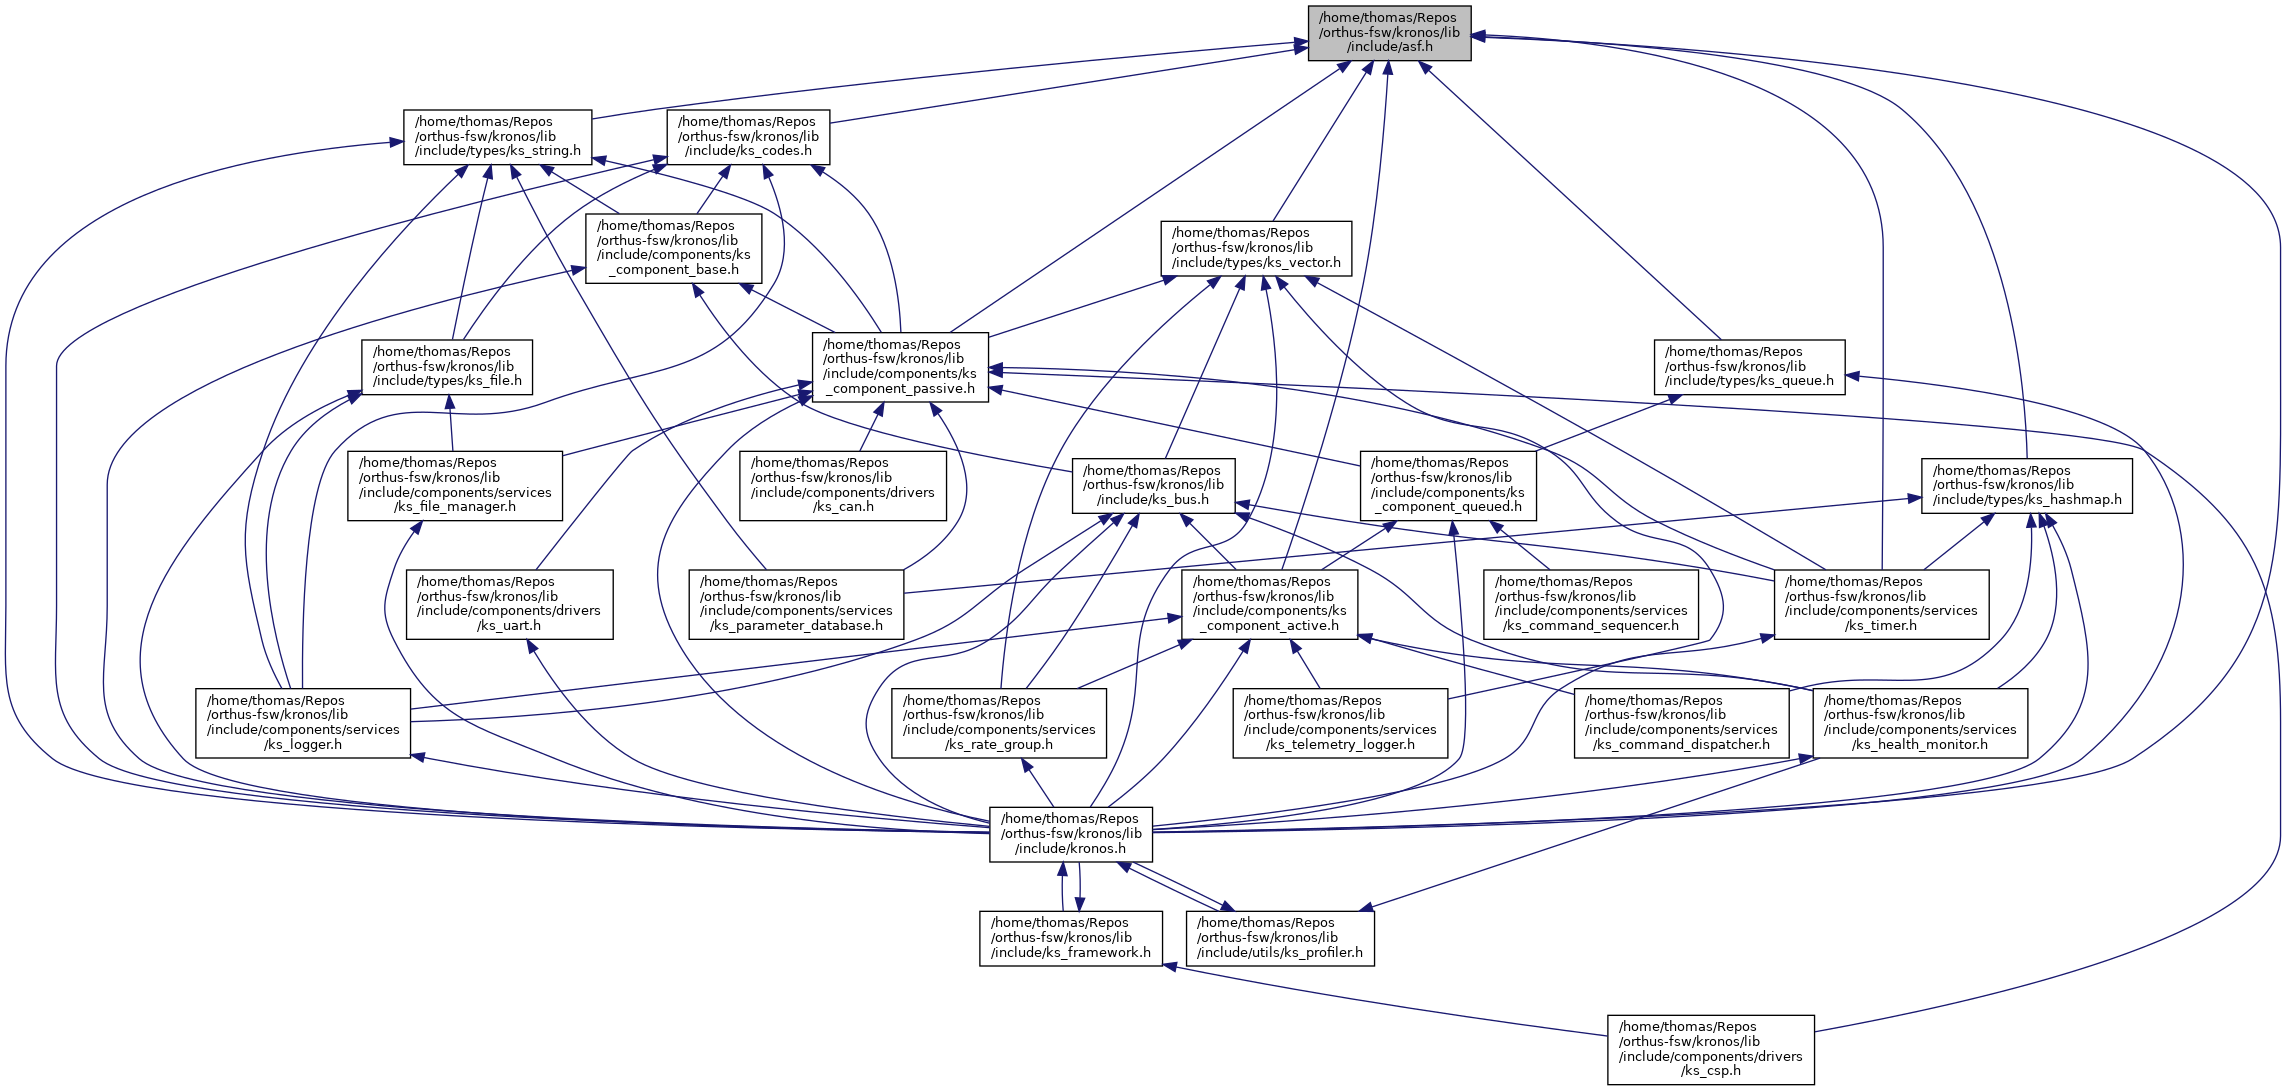 /home/thomas/Repos
/orthus-fsw/kronos/lib
/include/asf.h
/home/thomas/Repos
/orthus-fsw/kronos/lib
/include/types/ks_string.h
/home/thomas/Repos
/orthus-fsw/kronos/lib
/include/ks_codes.h
/home/thomas/Repos
/orthus-fsw/kronos/lib
/include/components/ks
_component_base.h
/home/thomas/Repos
/orthus-fsw/kronos/lib
/include/types/ks_vector.h
/home/thomas/Repos
/orthus-fsw/kronos/lib
/include/types/ks_file.h
/home/thomas/Repos
/orthus-fsw/kronos/lib
/include/components/ks
_component_passive.h
/home/thomas/Repos
/orthus-fsw/kronos/lib
/include/types/ks_queue.h
/home/thomas/Repos
/orthus-fsw/kronos/lib
/include/components/services
/ks_file_manager.h
/home/thomas/Repos
/orthus-fsw/kronos/lib
/include/components/drivers
/ks_can.h
/home/thomas/Repos
/orthus-fsw/kronos/lib
/include/ks_bus.h
/home/thomas/Repos
/orthus-fsw/kronos/lib
/include/components/ks
_component_queued.h
/home/thomas/Repos
/orthus-fsw/kronos/lib
/include/types/ks_hashmap.h
/home/thomas/Repos
/orthus-fsw/kronos/lib
/include/components/drivers
/ks_uart.h
/home/thomas/Repos
/orthus-fsw/kronos/lib
/include/components/services
/ks_parameter_database.h
/home/thomas/Repos
/orthus-fsw/kronos/lib
/include/components/ks
_component_active.h
/home/thomas/Repos
/orthus-fsw/kronos/lib
/include/components/services
/ks_command_sequencer.h
/home/thomas/Repos
/orthus-fsw/kronos/lib
/include/components/services
/ks_timer.h
/home/thomas/Repos
/orthus-fsw/kronos/lib
/include/components/services
/ks_logger.h
/home/thomas/Repos
/orthus-fsw/kronos/lib
/include/components/services
/ks_rate_group.h
/home/thomas/Repos
/orthus-fsw/kronos/lib
/include/components/services
/ks_telemetry_logger.h
/home/thomas/Repos
/orthus-fsw/kronos/lib
/include/components/services
/ks_command_dispatcher.h
/home/thomas/Repos
/orthus-fsw/kronos/lib
/include/components/services
/ks_health_monitor.h
/home/thomas/Repos
/orthus-fsw/kronos/lib
/include/kronos.h
/home/thomas/Repos
/orthus-fsw/kronos/lib
/include/ks_framework.h
/home/thomas/Repos
/orthus-fsw/kronos/lib
/include/utils/ks_profiler.h
/home/thomas/Repos
/orthus-fsw/kronos/lib
/include/components/drivers
/ks_csp.h